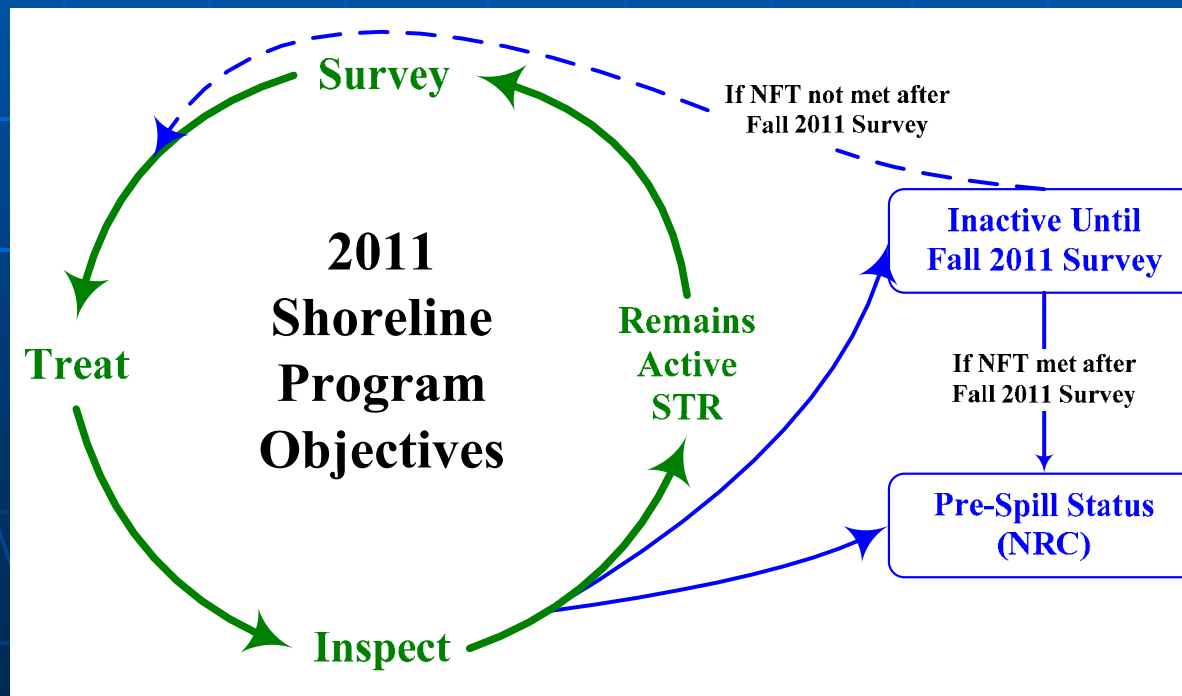 Survey
If NFT not met after
Fall 2011 Survey
Inactive Until
Fall 2011 Survey
2011
Shoreline
Program
Objectives
Remains
Active
STR
Treat
If NFT met after
Fall 2011 Survey
Pre-Spill Status
(NRC)
Inspect